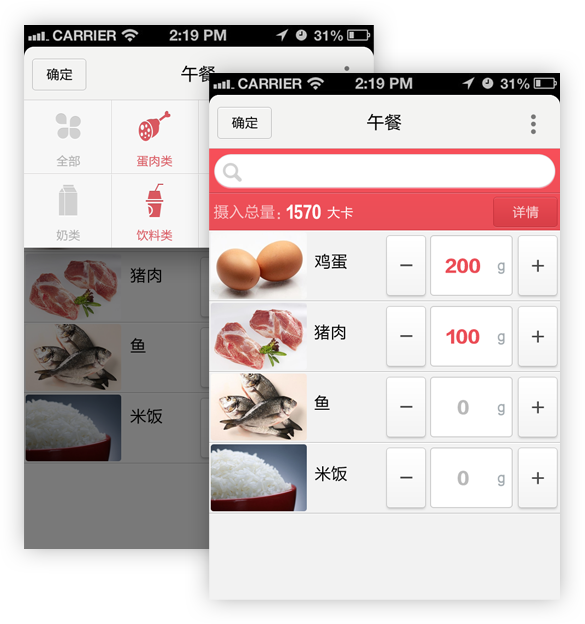 CARRIER 2:19 PM 31%
确定 午餐
全部 蛋肉类
奶类 饮料类
猪肉
鱼
米饭
CARRIER 2:19 PM 31%
确定 午餐
摄入总量: 1570 大卡 详情
鸡蛋 − 200 g +
猪肉 − 100 g +
鱼 − 0 g +
米饭 − 0 g +